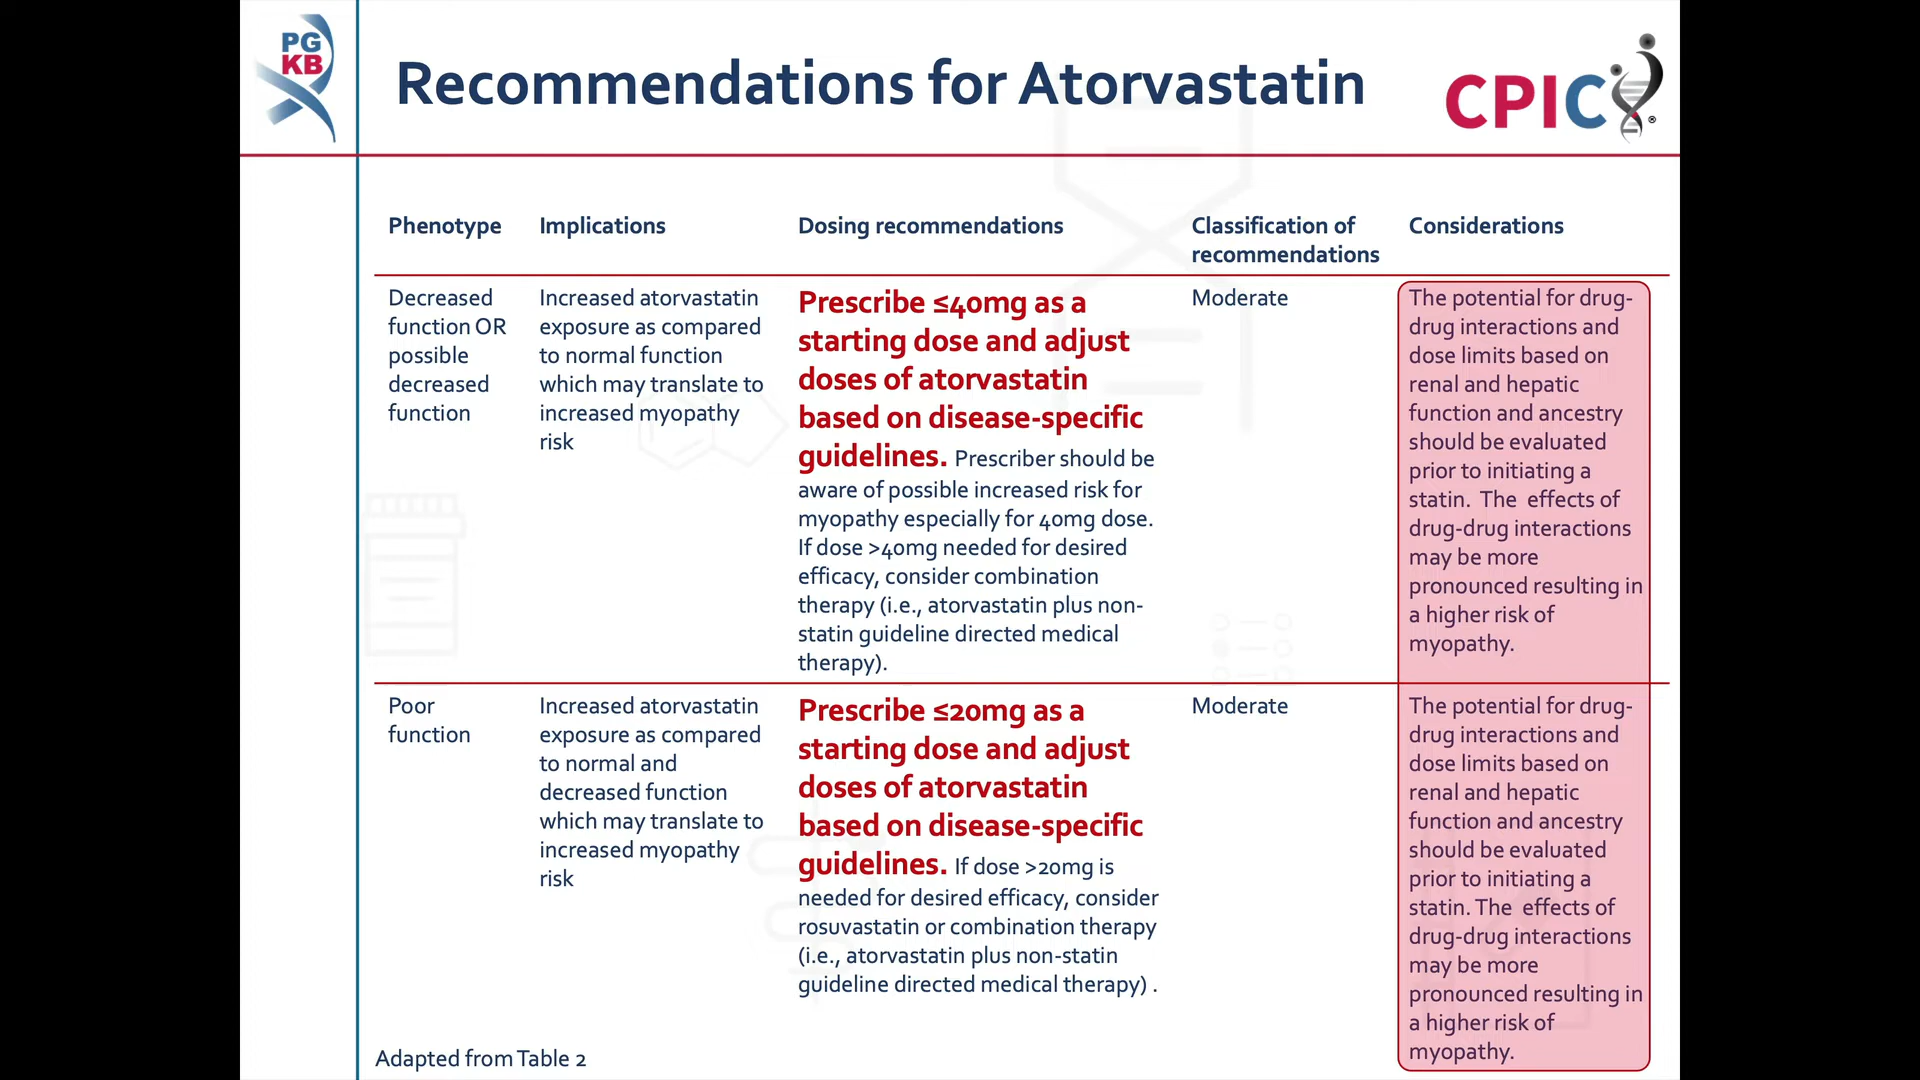 PG
KB
Recommendations for Atorvastatin
CPIC
®
Phenotype
Implications
Dosing recommendations
Classification of
recommendations
Considerations
Decreased
function OR
possible
decreased
function
Increased atorvastatin
exposure as compared
to normal function
which may translate to
increased myopathy
risk
Prescribe ≤40mg as a
starting dose and adjust
doses of atorvastatin
based on disease-specific
guidelines. Prescriber should be
aware of possible increased risk for
myopathy especially for 40mg dose.
If dose >40mg needed for desired
efficacy, consider combination
therapy (i.e., atorvastatin plus non-
statin guideline directed medical
therapy).
Moderate
The potential for drug-
drug interactions and
dose limits based on
renal and hepatic
function and ancestry
should be evaluated
prior to initiating a
statin. The effects of
drug-drug interactions
may be more
pronounced resulting in
a higher risk of
myopathy.
Poor
function
Increased atorvastatin
exposure as compared
to normal and
decreased function
which may translate to
increased myopathy
risk
Prescribe ≤20mg as a
starting dose and adjust
doses of atorvastatin
based on disease-specific
guidelines. If dose >20mg is
needed for desired efficacy, consider
rosuvastatin or combination therapy
(i.e., atorvastatin plus non-statin
guideline directed medical therapy) .
Moderate
The potential for drug-
drug interactions and
dose limits based on
renal and hepatic
function and ancestry
should be evaluated
prior to initiating a
statin. The effects of
drug-drug interactions
may be more
pronounced resulting in
a higher risk of
myopathy.
Adapted from Table 2